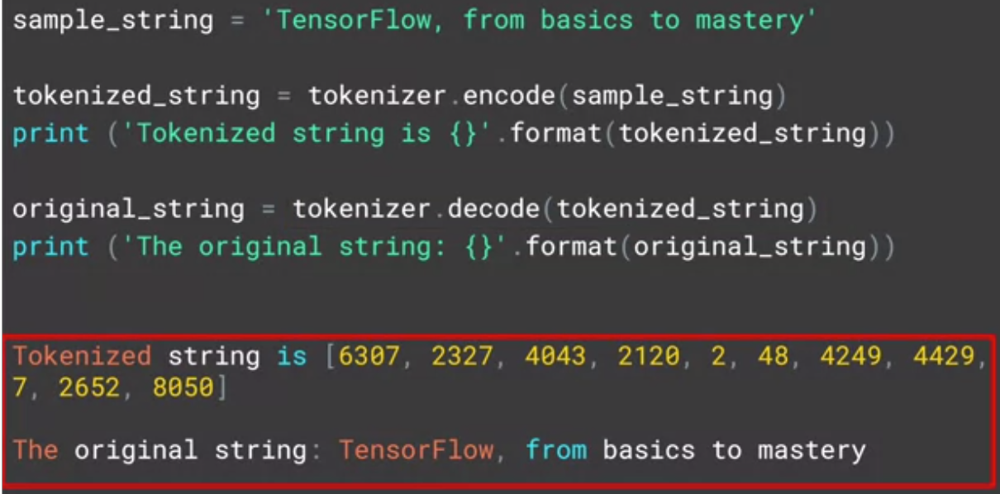 sample_string = 'TensorFlow, from basics to mastery'
tokenized_string = tokenizer.encode(sample_string)
print ('Tokenized string is {}'.format(tokenized_string))
original_string = tokenizer.decode(tokenized_string)
print ('The original string: {}'.format(original_string))
Tokenized string is [6307, 2327, 4043, 2120, 2, 48, 4249, 4429,
7, 2652, 8050]
The original string: TensorFlow, from basics to mastery